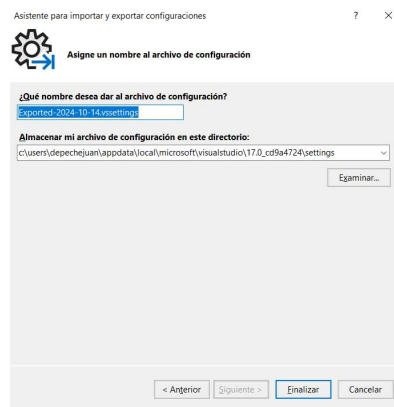 Asistente para importar y exportar configuraciones ? ×
Asigne un nombre al archivo de configuración
¿Qué nombre desea dar al archivo de configuración?
Exported-2024-10-14.vssettings
Almacenar mi archivo de configuración en este directorio:
c:\users\depechejuan\appdata\local\microsoft\visualstudio\17.0_cd9a4724\settings
Examinar...
< Anterior Siguiente > Finalizar Cancelar